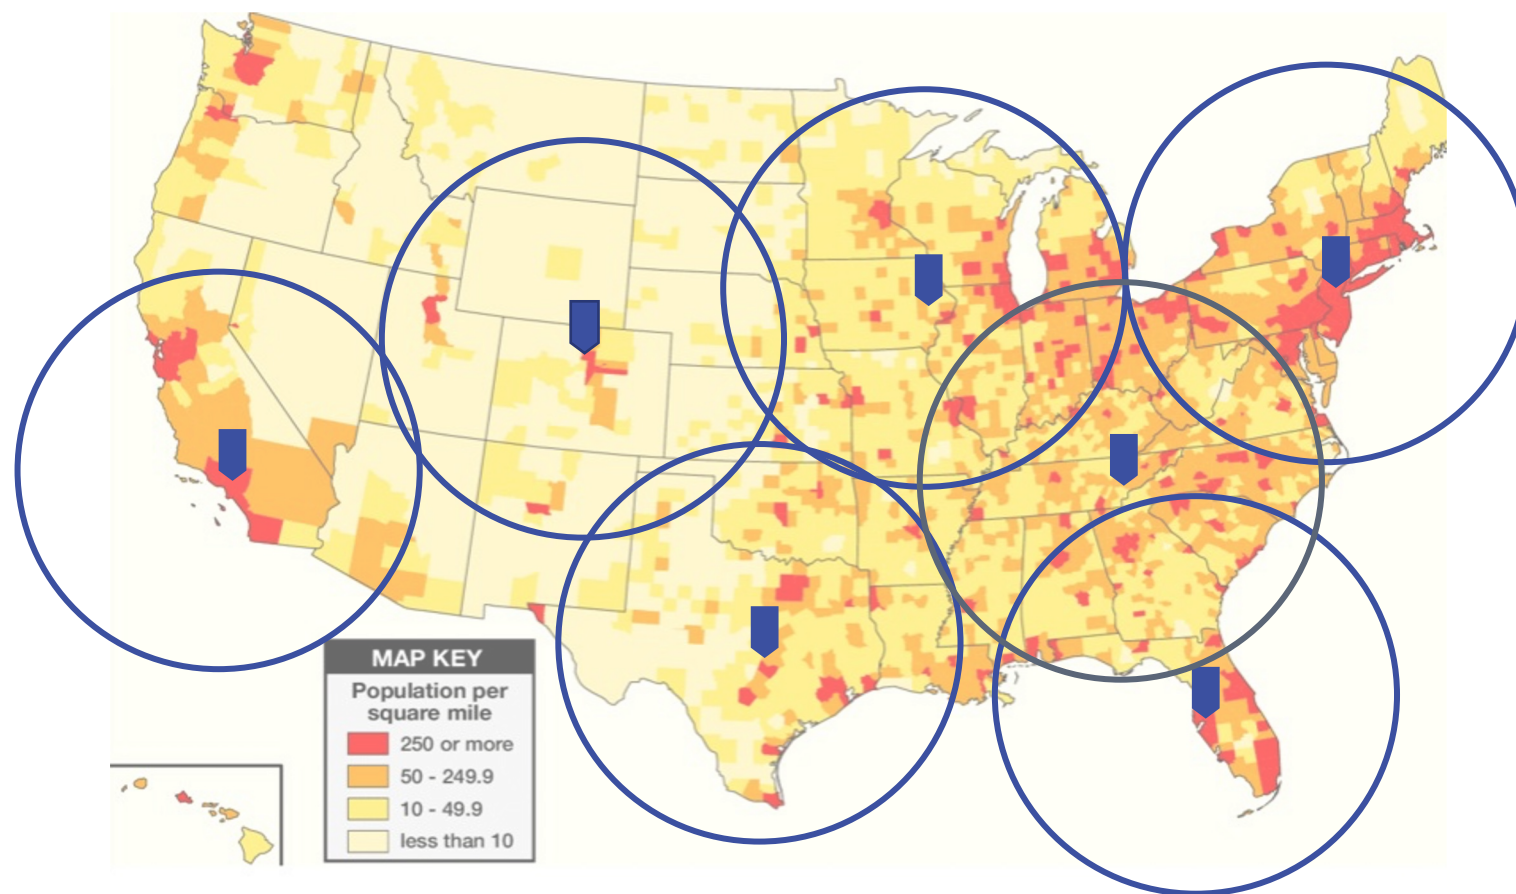 MAP KEY
Population per
square mile
250 or more
50 - 249.9
10 - 49.9
less than 10